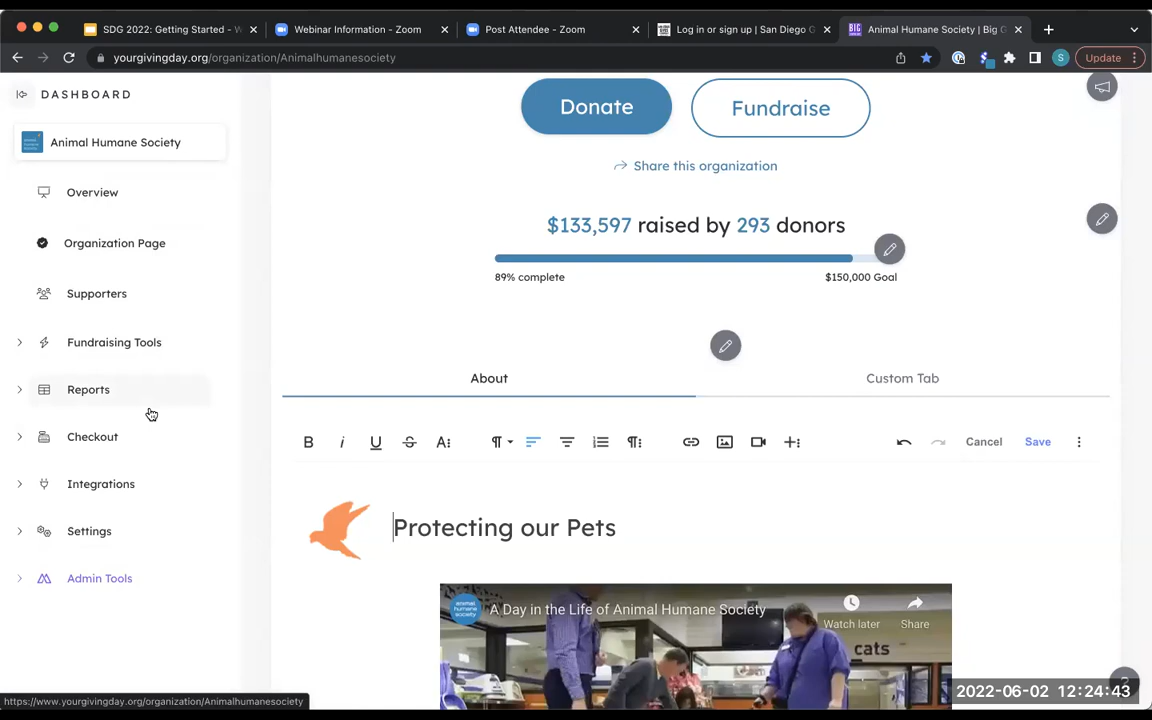 SDG 2022: Getting Started - W
Webinar Information - Zoom
Post Attendee - Zoom
Log in or sign up | San Diego G
BIG
Animal Humane Society | Big G
yourgivingday.org/organization/Animalhumanesociety
S
Update
DASHBOARD
Animal Humane Society
Overview
Organization Page
Supporters
Fundraising Tools
Reports
Checkout
Integrations
Settings
Admin Tools
Donate
Fundraise
Share this organization
$133,597 raised by 293 donors
89% complete
$150,000 Goal
About
Custom Tab
B i U S A
Cancel
Save
Protecting our Pets
A Day in the Life of Animal Humane Society
Watch later
Share
cats
https://www.yourgivingday.org/organization/Animalhumanesociety
2022-06-02 12:24:43